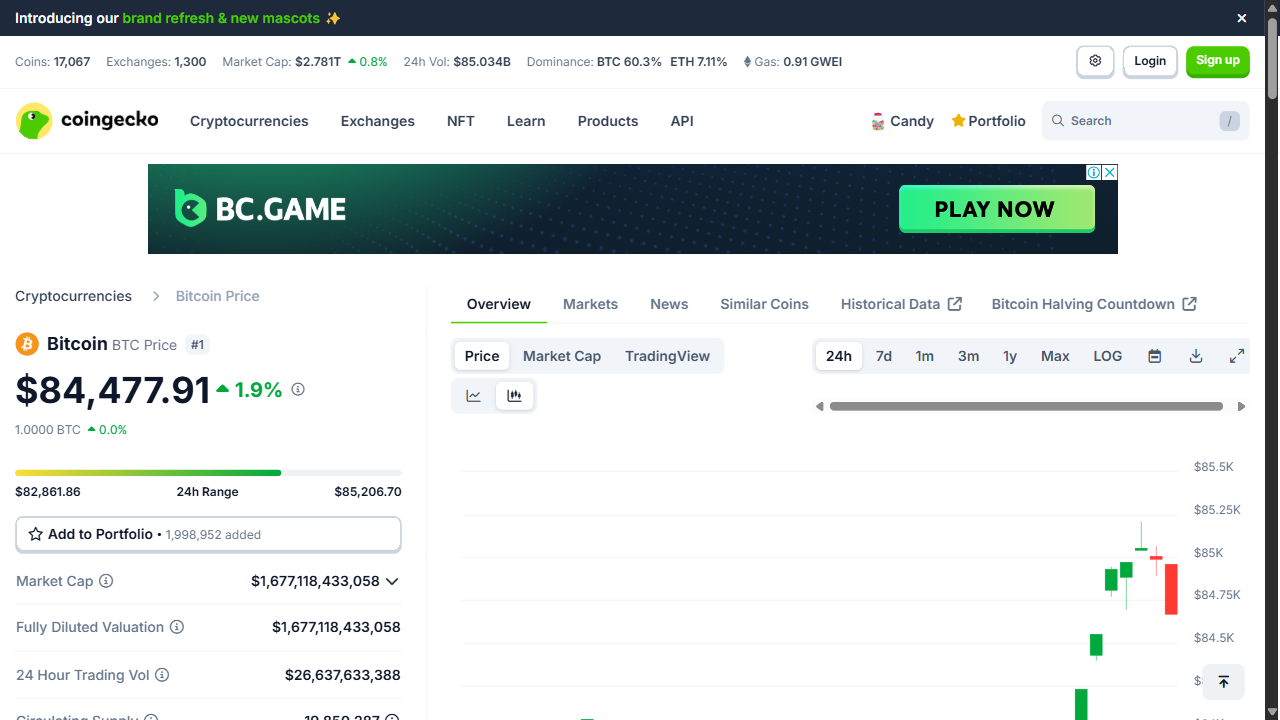 Introducing our brand refresh & new mascots ✨
Coins: 17,067 Exchanges: 1,300 Market Cap: $2.781T 0.8% 24h Vol: $85.034B Dominance: BTC 60.3% ETH 7.11% Gas: 0.91 GWEI
Login
Sign up
coingecko
Cryptocurrencies Exchanges NFT Learn Products API
Candy
Portfolio
Search /
BC.GAME
PLAY NOW
Cryptocurrencies > Bitcoin Price
Bitcoin BTC Price #1
$84,477.91 1.9%
1.0000 BTC 0.0%
$82,861.86 24h Range $85,206.70
Add to Portfolio • 1,998,952 added
Market Cap $1,677,118,433,058
Fully Diluted Valuation $1,677,118,433,058
24 Hour Trading Vol $26,637,633,388
Circulating Supply 19,850,287
Overview Markets News Similar Coins Historical Data Bitcoin Halving Countdown
Price Market Cap TradingView
24h 7d 1m 3m 1y Max LOG
$85.5K
$85.25K
$85K
$84.75K
$84.5K